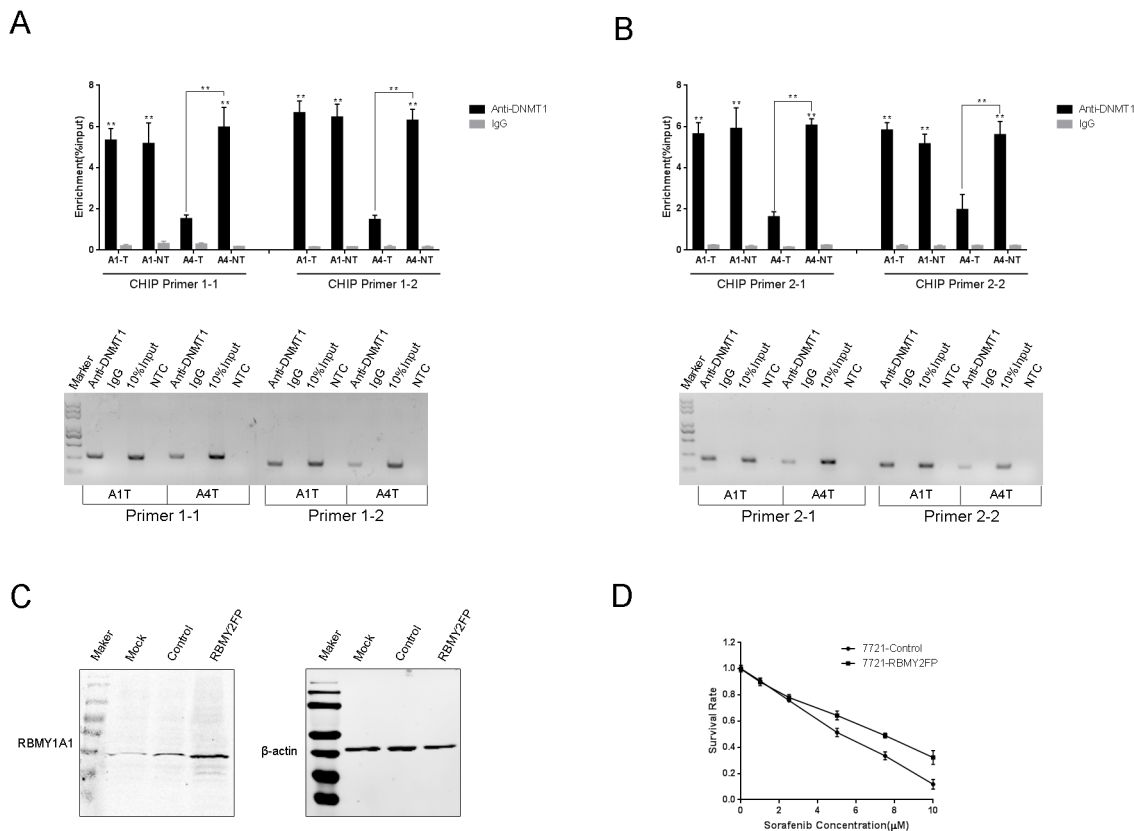 A
8
6
4
2
0
Enrichment(%input)
** ** ** ** ** ** ** **
Anti-DNMT1
IgG
A1-T A1-NT A4-T A4-NT A1-T A1-NT A4-T A4-NT
CHIP Primer 1-1 CHIP Primer 1-2
Marker Anti-DNMT1 IgG 10%Input NTC Anti-DNMT1 IgG 10%Input NTC Anti-DNMT1 IgG 10%Input NTC Anti-DNMT1 IgG 10%Input NTC
A1T A4T A1T A4T
Primer 1-1 Primer 1-2
B
8
6
4
2
0
Enrichment(%input)
** ** ** ** ** ** ** **
Anti-DNMT1
IgG
A1-T A1-NT A4-T A4-NT A1-T A1-NT A4-T A4-NT
CHIP Primer 2-1 CHIP Primer 2-2
Marker Anti-DNMT1 IgG 10%Input NTC Anti-DNMT1 IgG 10%Input NTC Anti-DNMT1 IgG 10%Input NTC Anti-DNMT1 IgG 10%Input NTC
A1T A4T A1T A4T
Primer 2-1 Primer 2-2
C
Maker Mock Control RBMY2FP
RBMY1A1
Maker Mock Control RBMY2FP
β-actin
D
1.2
1.0
0.8
0.6
0.4
0.2
0.0
Survival Rate
7721-Control
7721-RBMY2FP
0 2 4 6 8 10
Sorafenib Concentration(μM)